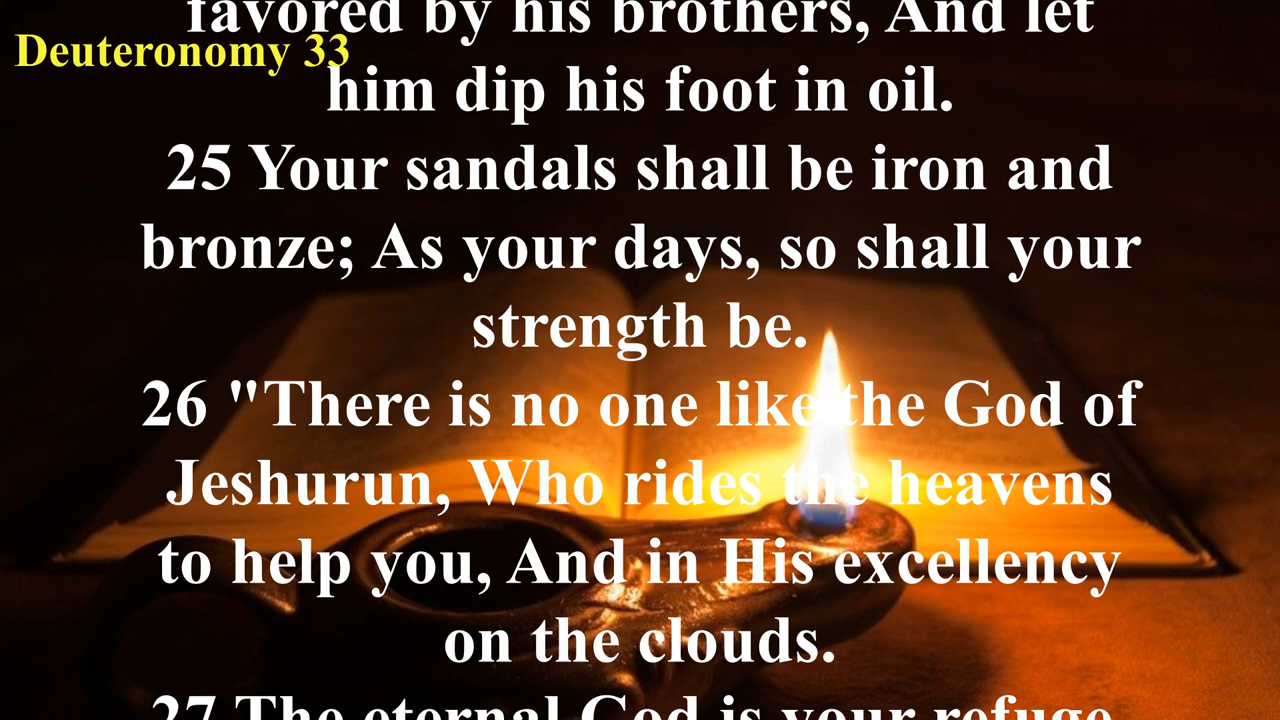 favored by his brothers, And let
Deuteronomy 33
him dip his foot in oil.
25 Your sandals shall be iron and
bronze; As your days, so shall your
strength be.
26 "There is no one like the God of
Jeshurun, Who rides the heavens
to help you, And in His excellency
on the clouds.
27 The eternal God is your refuge,